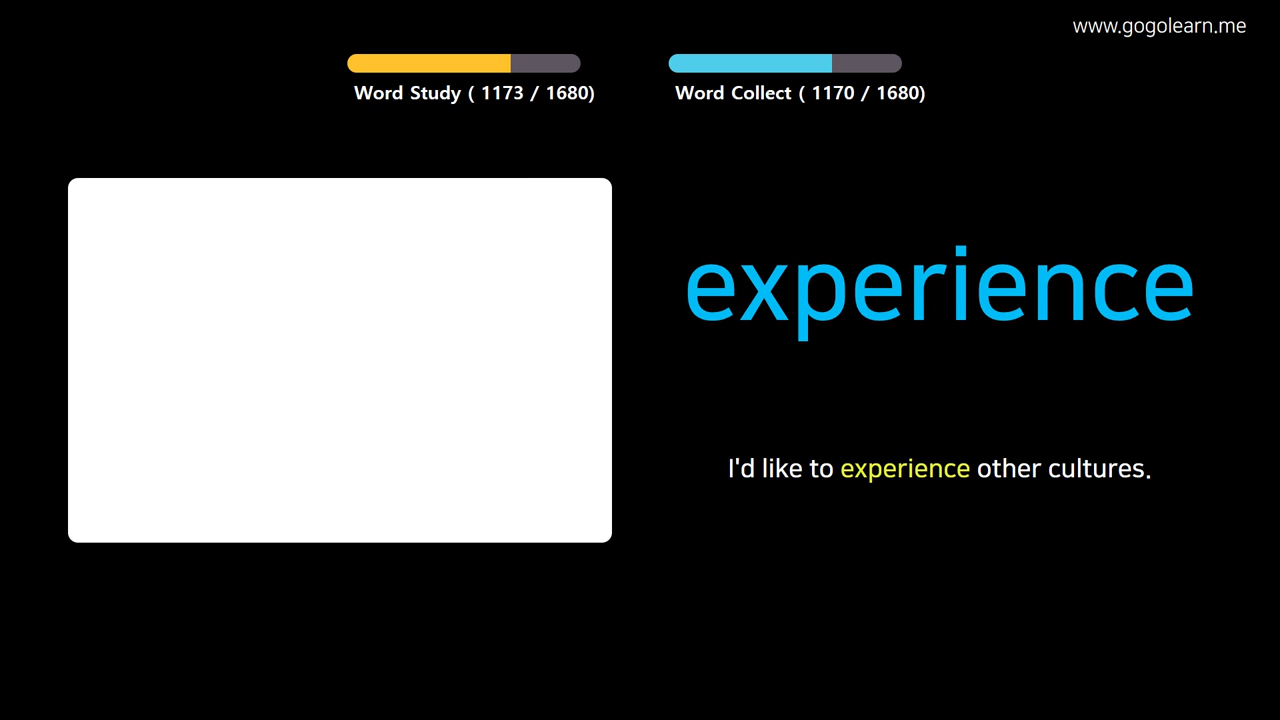 www.gogolearn.me
Word Study ( 1173 / 1680)
Word Collect ( 1170 / 1680)
experience
I'd like to experience other cultures.